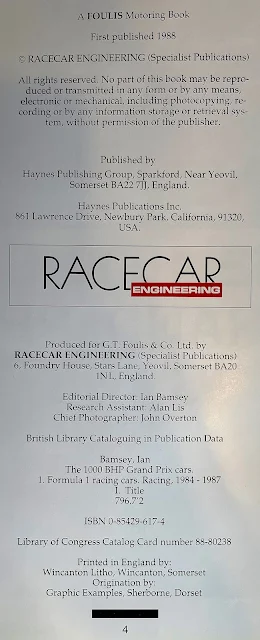 A FOULIS Motoring Book
First published 1988
© RACECAR ENGINEERING (Specialist Publications)
All rights reserved. No part of this book may be repro-
duced or transmitted in any form or by any means,
electronic or mechanical, including photocopying, re-
cording or by any information storage or retrieval sys-
tem, without permission of the publisher.
Published by
Haynes Publishing Group, Sparkford, Near Yeovil,
Somerset BA22 7JJ, England.
Haynes Publications Inc.
861 Lawrence Drive, Newbury Park, California, 91320,
USA.
RACECAR
ENGINEERING
Produced for G.T. Foulis & Co. Ltd. by
RACECAR ENGINEERING (Specialist Publications)
6, Foundry House, Stars Lane, Yeovil, Somerset BA20
1NL, England.
Editorial Director: Ian Bamsey
Research Assistant: Alan Lis
Chief Photographer: John Overton
British Library Cataloguing in Publication Data
Bamsey, Ian
The 1000 BHP Grand Prix cars.
1. Formula 1 racing cars. Racing, 1984 - 1987
I. Title
796.7'2
ISBN 0-85429-617-4
Library of Congress Catalog Card number 88-80238
Printed in England by:
Wincanton Litho, Wincanton, Somerset
Origination by:
Graphic Examples, Sherborne, Dorset
4